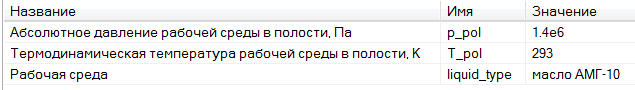 Название Имя Значение
Абсолютное давление рабочей среды в полости, Па p_pol 1.4e6
Термодинамическая температура рабочей среды в полости, К T_pol 293
Рабочая среда liquid_type масло АМГ-10